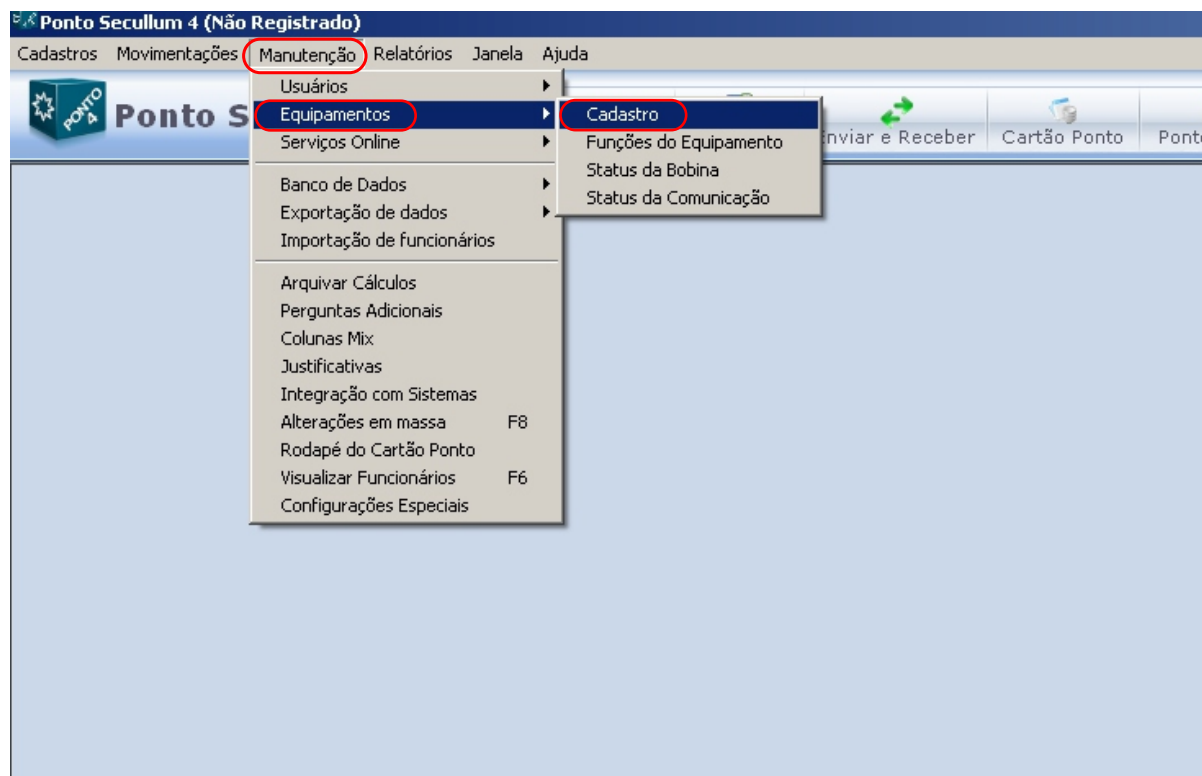 Ponto Secullum 4 (Não Registrado)
Cadastros Movimentações Manutenção Relatórios Janela Ajuda
PONTO 4
Ponto S
Usuários
Equipamentos
Serviços Online
Banco de Dados
Exportação de dados
Importação de funcionários
Arquivar Cálculos
Perguntas Adicionais
Colunas Mix
Justificativas
Integração com Sistemas
Alterações em massa F8
Rodapé do Cartão Ponto
Visualizar Funcionários F6
Configurações Especiais
Cadastro
Funções do Equipamento
Status da Bobina
Status da Comunicação
nviar e Receber Cartão Ponto Ponto